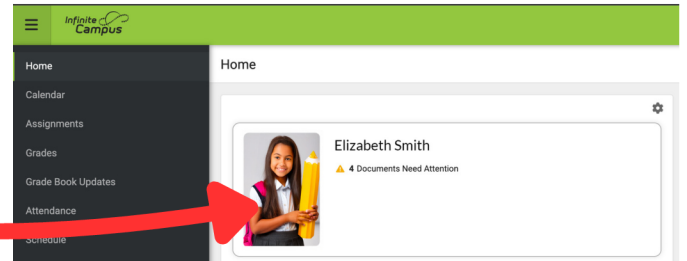 Infinite
Campus
Home
Home
Calendar
Assignments
Grades
Grade Book Updates
Attendance
Schedule
Elizabeth Smith
4 Documents Need Attention